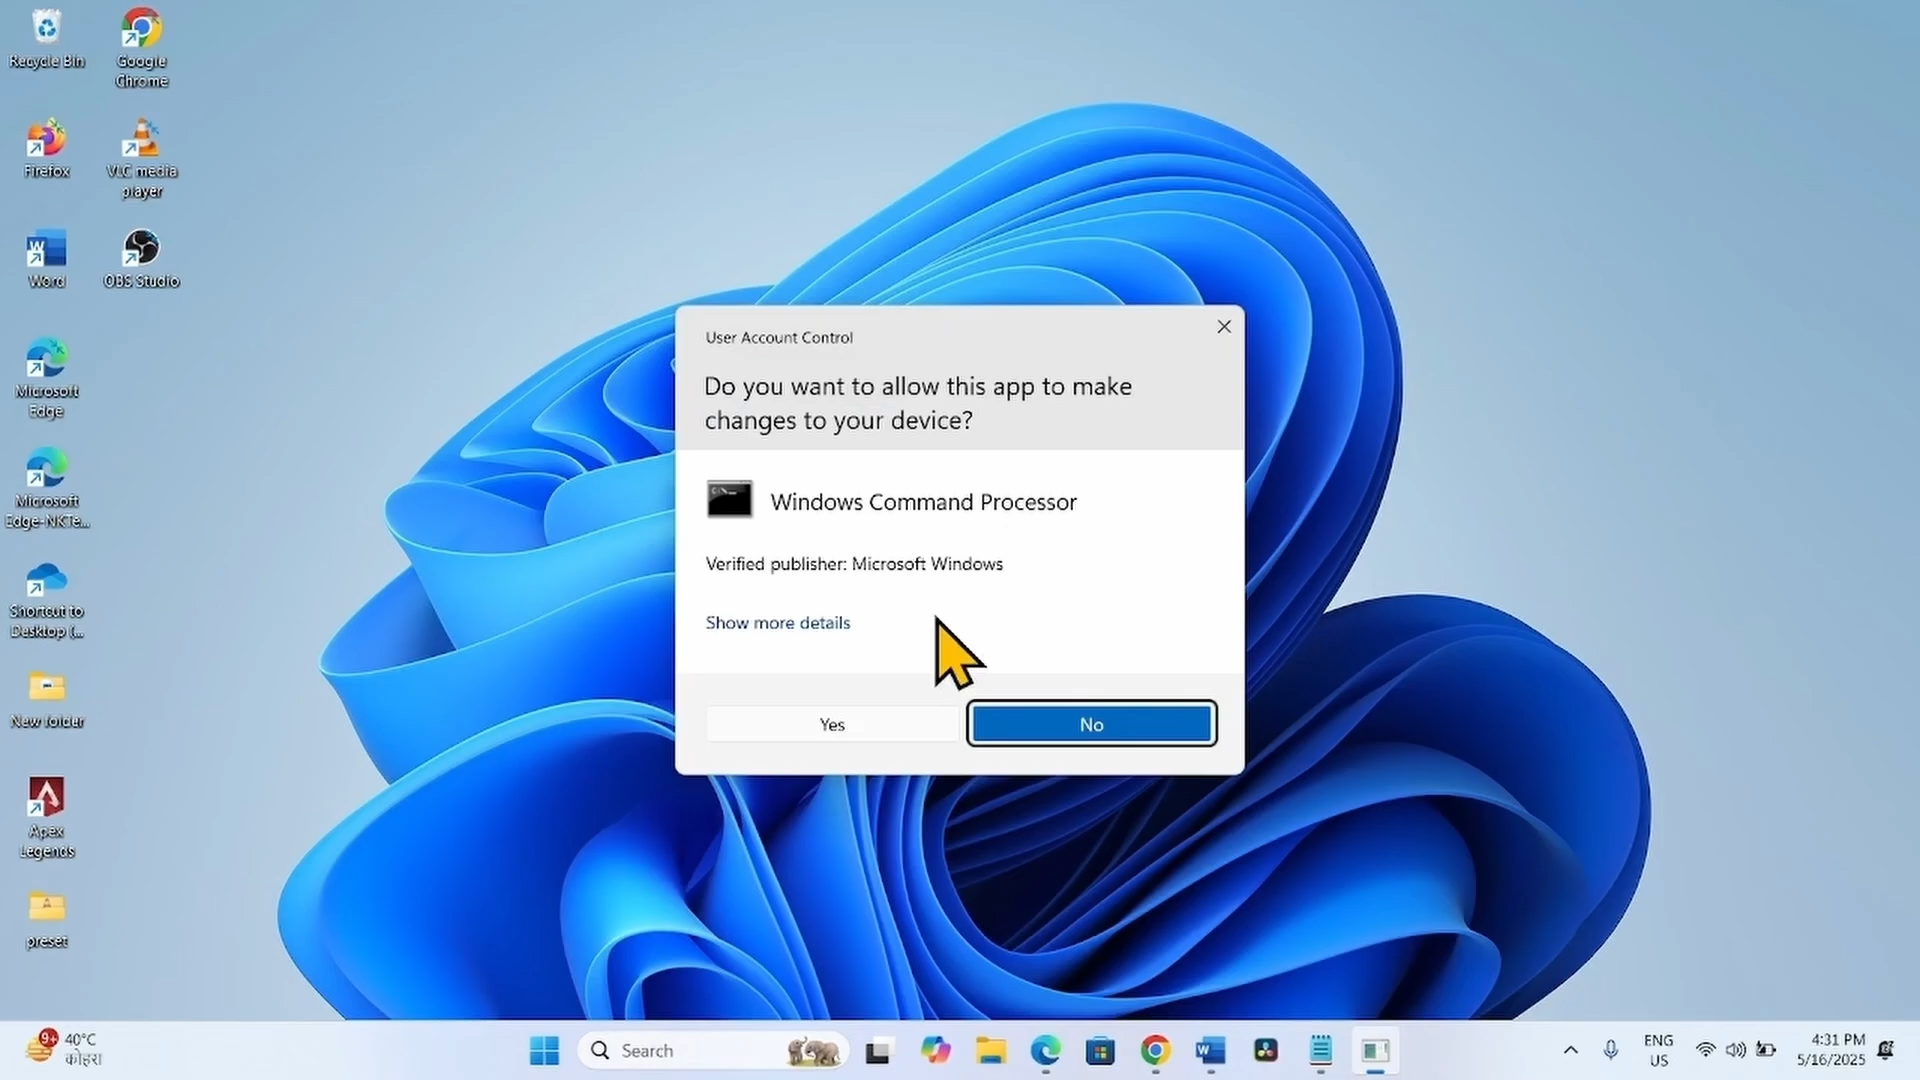 Recycle Bin
Google
Chrome
Firefox
VLC media
player
Word
OBS Studio
Microsoft
Edge
Microsoft
Edge-NKTe...
Shortcut to
Desktop (...
New folder
Apex
Legends
preset
User Account Control
Do you want to allow this app to make
changes to your device?
Windows Command Processor
Verified publisher: Microsoft Windows
Show more details
Yes
No
9+
40°C
कोहरा
Search
ENG
US
4:31 PM
5/16/2025